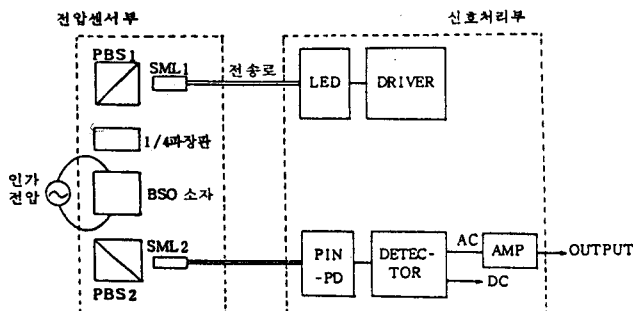 전압센서부
신호처리부
PBS1
SML1
전송로
LED
DRIVER
1/4파장판
인가
전압
BSO 소자
SML2
PBS2
PIN
-PD
DETEC-
TOR
AC
DC
AMP
OUTPUT